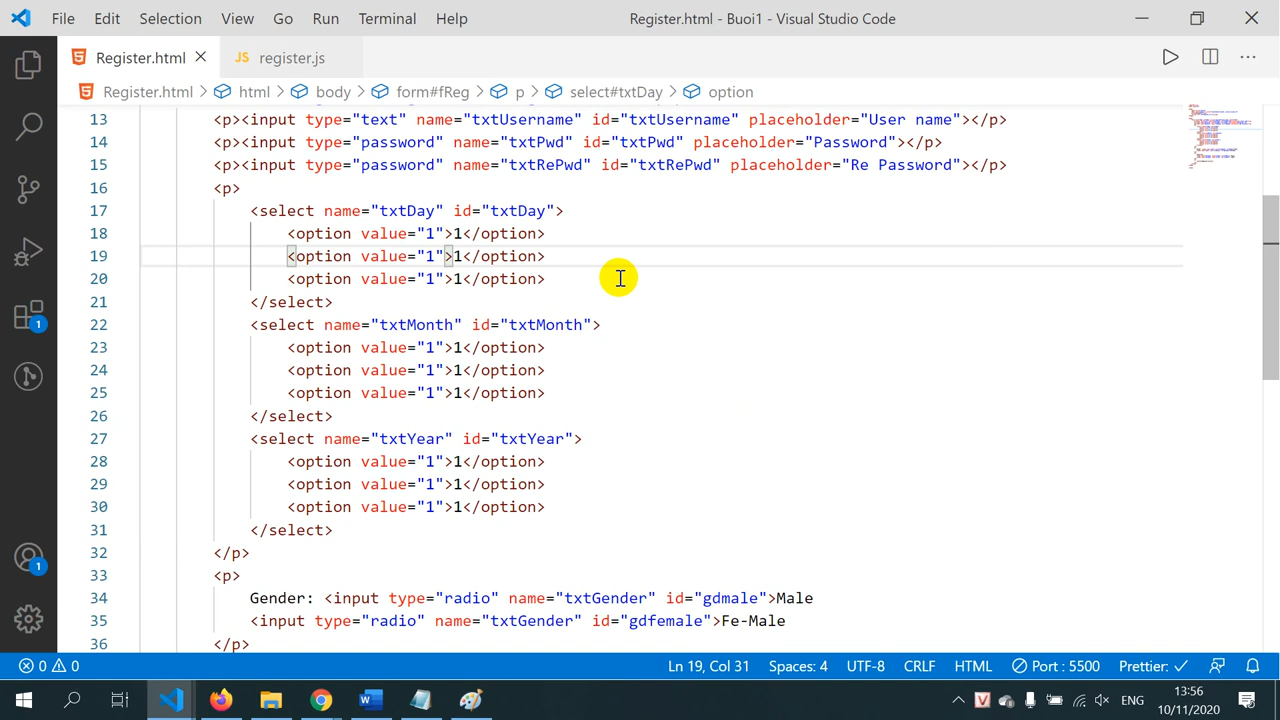 File Edit Selection View Go Run Terminal Help Register.html - Buoi1 - Visual Studio Code
Register.html JS register.js
Register.html > html > body > form#fReg > p > select#txtDay > option
13 <p><input type="text" name="txtUsername" id="txtUsername" placeholder="User name"></p>
14 <p><input type="password" name="txtPwd" id="txtPwd" placeholder="Password"></p>
15 <p><input type="password" name="txtRePwd" id="txtRePwd" placeholder="Re Password"></p>
16 <p>
17 <select name="txtDay" id="txtDay">
18 <option value="1">1</option>
19 <option value="1">1</option>
20 <option value="1">1</option>
21 </select>
22 <select name="txtMonth" id="txtMonth">
23 <option value="1">1</option>
24 <option value="1">1</option>
25 <option value="1">1</option>
26 </select>
27 <select name="txtYear" id="txtYear">
28 <option value="1">1</option>
29 <option value="1">1</option>
30 <option value="1">1</option>
31 </select>
32 </p>
33 <p>
34 Gender: <input type="radio" name="txtGender" id="gdmale">Male
35 <input type="radio" name="txtGender" id="gdfemale">Fe-Male
36 </p>
1
1
0 0 Ln 19, Col 31 Spaces: 4 UTF-8 CRLF HTML Port : 5500 Prettier: ✓
ENG 13:56
10/11/2020